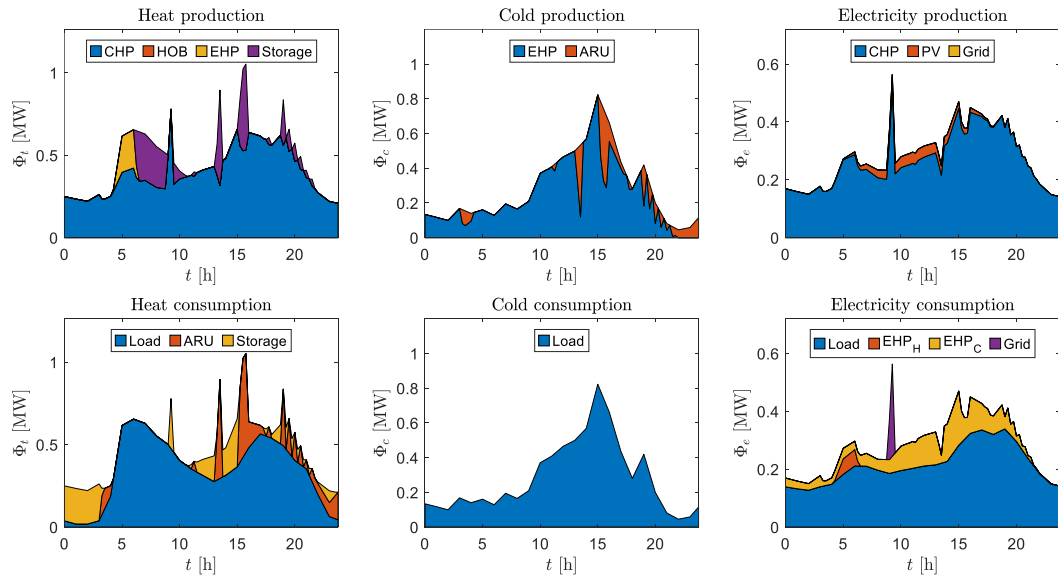 Heat production
CHP HOB EHP Storage
Φt [MW]
1
0.5
0
0 5 10 15 20
t [h]
Cold production
EHP ARU
Φc [MW]
0.8
0.6
0.4
0.2
0
0 5 10 15 20
t [h]
Electricity production
CHP PV Grid
Φe [MW]
0.6
0.4
0.2
0
0 5 10 15 20
t [h]
Heat consumption
Load ARU Storage
Φt [MW]
1
0.5
0
0 5 10 15 20
t [h]
Cold consumption
Load
Φc [MW]
0.8
0.6
0.4
0.2
0
0 5 10 15 20
t [h]
Electricity consumption
Load EHP_H EHP_C Grid
Φe [MW]
0.6
0.4
0.2
0
0 5 10 15 20
t [h]